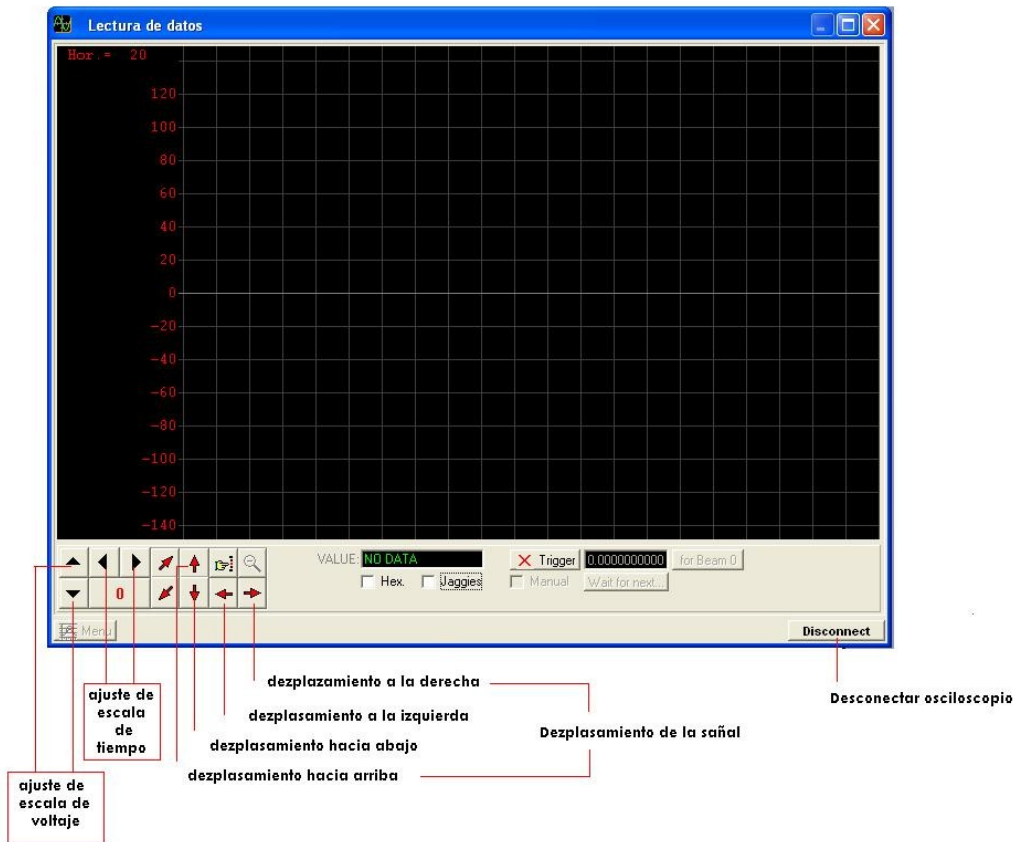 Lectura de datos
Hor.= 20
120
100
80
60
40
20
0
-20
-40
-60
-80
-100
-120
-140
VALUE: NO DATA
Trigger 0.0000000000 for Beam 0
Hex. Jaggies Manual Wait for next...
0
Menu
Disconnect
dezplazamiento a la derecha
dezplasamiento a la izquierda
dezplasamiento hacia abajo
dezplasamiento hacia arriba
Dezplasamiento de la sañal
Desconectar osciloscopio
ajuste de
escala
de
tiempo
ajuste de
escala de
voltaje